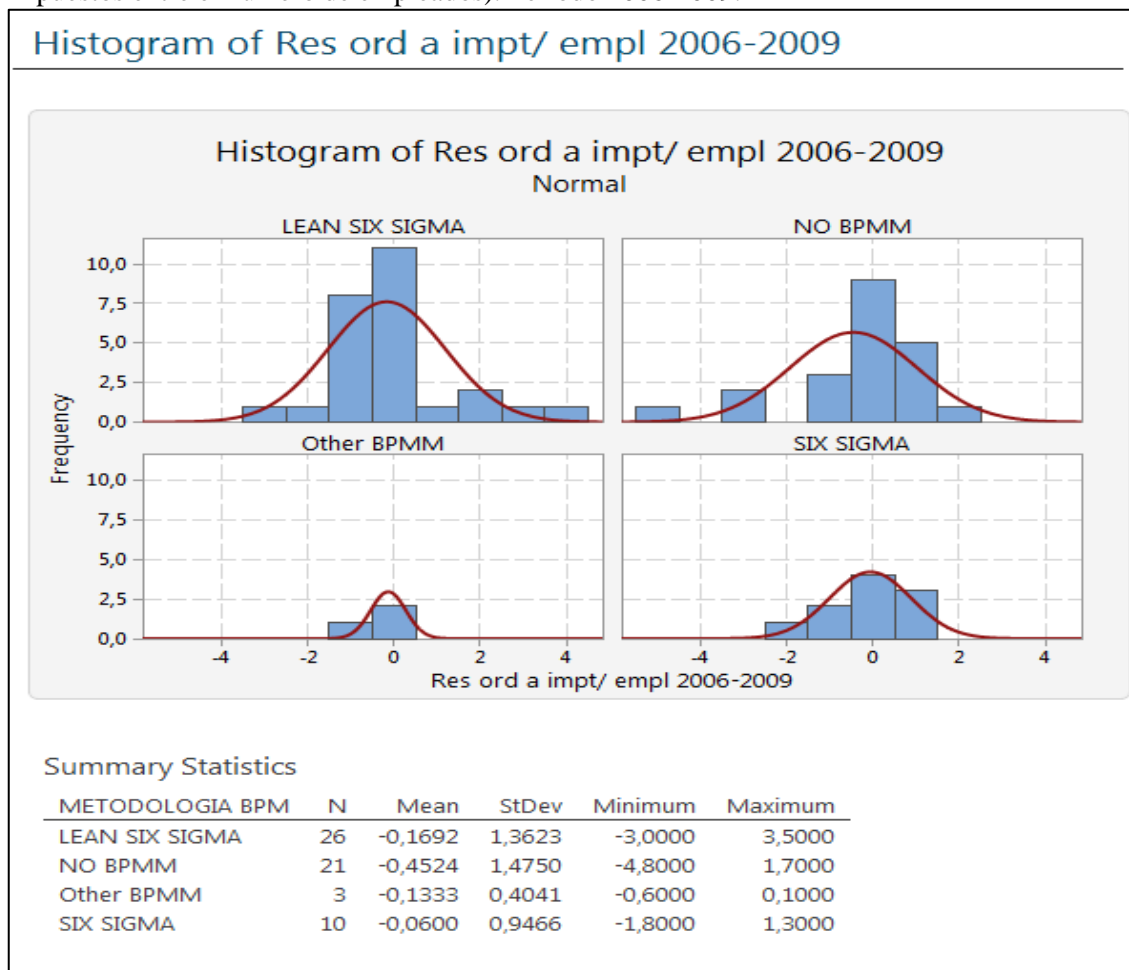 Histogram of Res ord a impt/ empl 2006-2009
Histogram of Res ord a impt/ empl 2006-2009
Normal
LEAN SIX SIGMA NO BPMM
10,0
7,5
5,0
2,5
0,0
Other BPMM SIX SIGMA
10,0
7,5
5,0
2,5
0,0
Frequency
-4 -2 0 2 4 -4 -2 0 2 4
Res ord a impt/ empl 2006-2009
Summary Statistics
METODOLOGIA BPM N Mean StDev Minimum Maximum
LEAN SIX SIGMA 26 -0,1692 1,3623 -3,0000 3,5000
NO BPMM 21 -0,4524 1,4750 -4,8000 1,7000
Other BPMM 3 -0,1333 0,4041 -0,6000 0,1000
SIX SIGMA 10 -0,0600 0,9466 -1,8000 1,3000